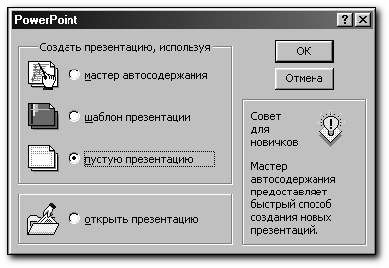 PowerPoint
Создать презентацию, используя
мастер автосодержания
шаблон презентации
пустую презентацию
открыть презентацию
OK
Отмена
Совет
для
новичков
Мастер
автосодержания
предоставляет
быстрый способ
создания новых
презентаций.